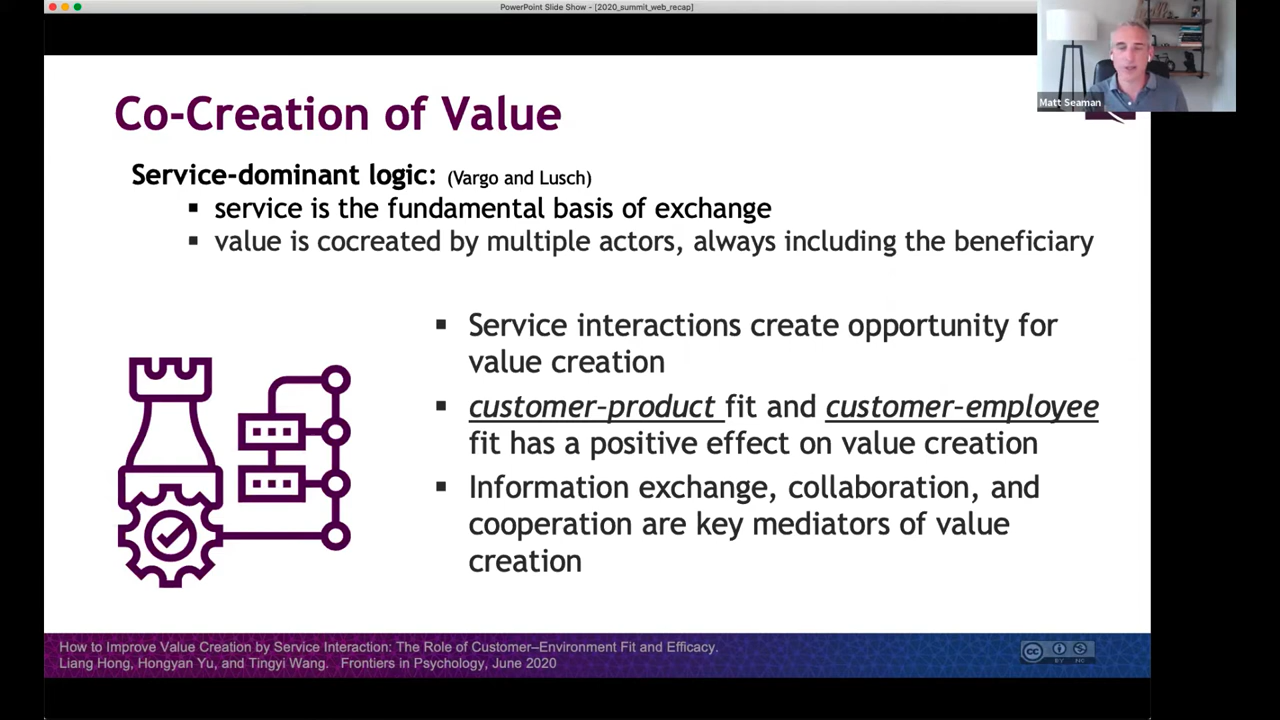 PowerPoint Slide Show - [2020_summit_web_recap]
Matt Seaman
Co-Creation of Value
Service-dominant logic: (Vargo and Lusch)
▪ service is the fundamental basis of exchange
▪ value is cocreated by multiple actors, always including the beneficiary
▪ Service interactions create opportunity for
value creation
▪ customer-product fit and customer-employee
fit has a positive effect on value creation
▪ Information exchange, collaboration, and
cooperation are key mediators of value
creation
How to Improve Value Creation by Service Interaction: The Role of Customer–Environment Fit and Efficacy.
Liang Hong, Hongyan Yu, and Tingyi Wang. Frontiers in Psychology, June 2020
cc
BY NC